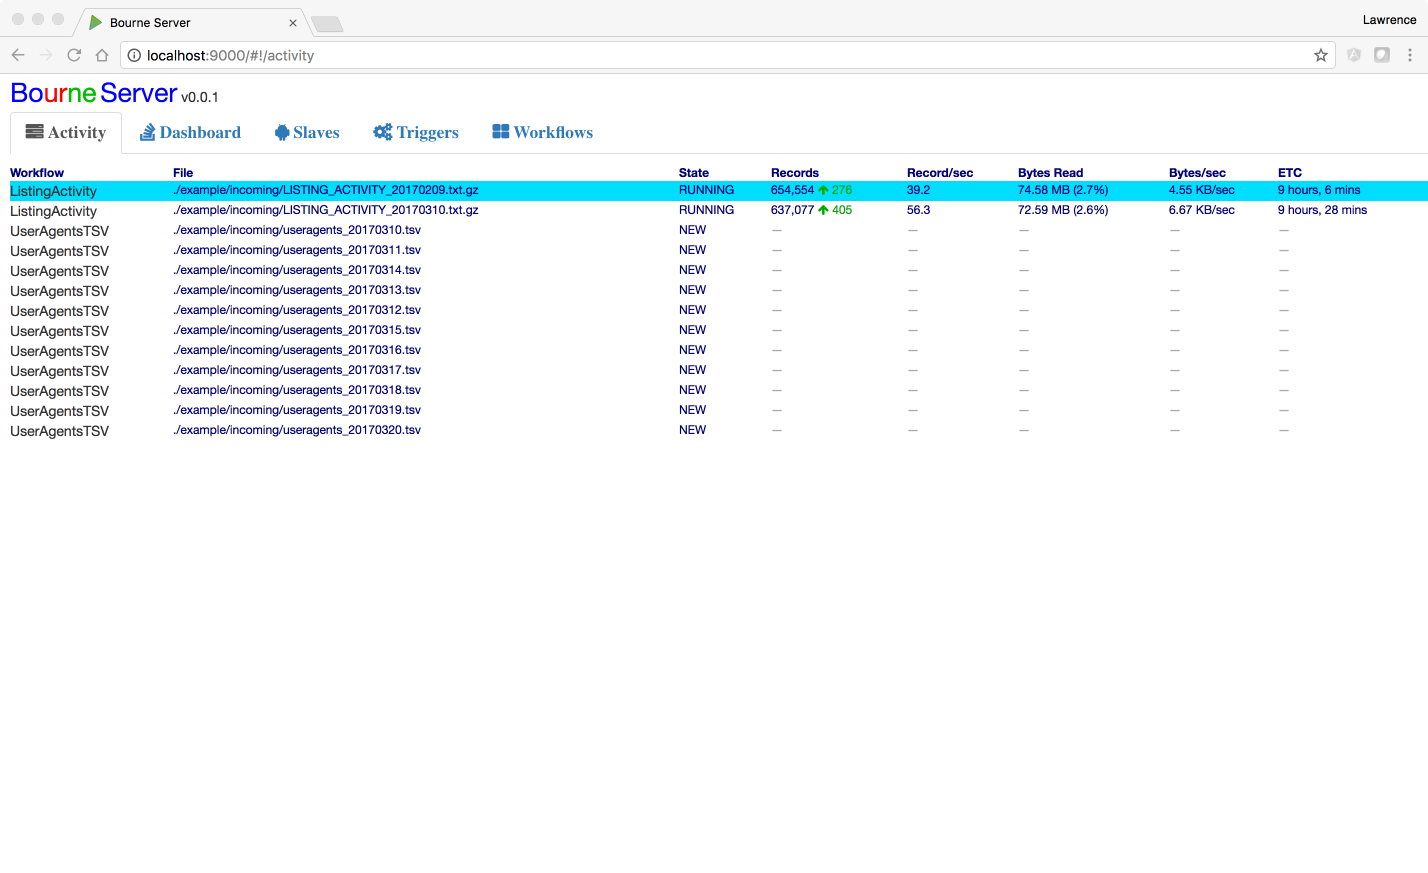 Bourne Server
Lawrence
localhost:9000/#!/activity
Bourne Server v0.0.1
Activity Dashboard Slaves Triggers Workflows
Workflow File State Records Record/sec Bytes Read Bytes/sec ETC
ListingActivity ./example/incoming/LISTING_ACTIVITY_20170209.txt.gz RUNNING 654,554 276 39.2 74.58 MB (2.7%) 4.55 KB/sec 9 hours, 6 mins
ListingActivity ./example/incoming/LISTING_ACTIVITY_20170310.txt.gz RUNNING 637,077 405 56.3 72.59 MB (2.6%) 6.67 KB/sec 9 hours, 28 mins
UserAgentsTSV ./example/incoming/useragents_20170310.tsv NEW — — — — —
UserAgentsTSV ./example/incoming/useragents_20170311.tsv NEW — — — — —
UserAgentsTSV ./example/incoming/useragents_20170314.tsv NEW — — — — —
UserAgentsTSV ./example/incoming/useragents_20170313.tsv NEW — — — — —
UserAgentsTSV ./example/incoming/useragents_20170312.tsv NEW — — — — —
UserAgentsTSV ./example/incoming/useragents_20170315.tsv NEW — — — — —
UserAgentsTSV ./example/incoming/useragents_20170316.tsv NEW — — — — —
UserAgentsTSV ./example/incoming/useragents_20170317.tsv NEW — — — — —
UserAgentsTSV ./example/incoming/useragents_20170318.tsv NEW — — — — —
UserAgentsTSV ./example/incoming/useragents_20170319.tsv NEW — — — — —
UserAgentsTSV ./example/incoming/useragents_20170320.tsv NEW — — — — —